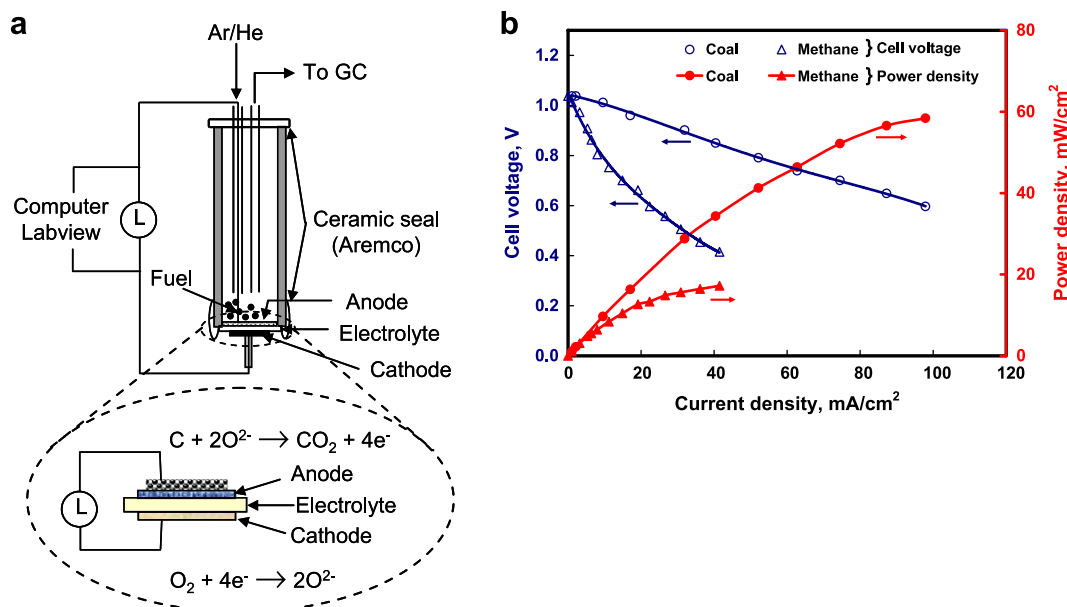 a
Ar/He
To GC
Computer
Labview
L
Ceramic seal
(Aremco)
Fuel
Anode
Electrolyte
Cathode
C + 2O²⁻ → CO₂ + 4e⁻
Anode
L
Electrolyte
Cathode
O₂ + 4e⁻ → 2O²⁻
b
Coal Methane } Cell voltage
Coal Methane } Power density
Cell voltage, V
1.2
1.0
0.8
0.6
0.4
0.2
0.0
0 20 40 60 80 100 120
Current density, mA/cm²
80
60
40
20
0
Power density, mW/cm²